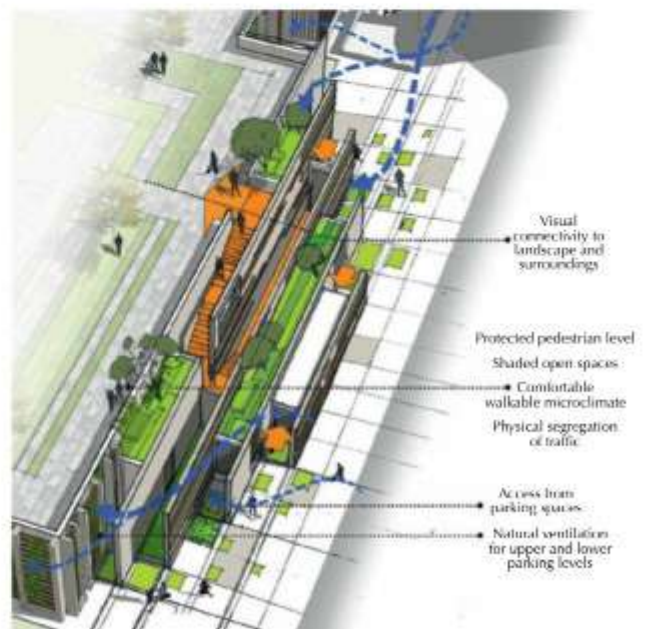 Visual
connectivity to
landscape and
surroundings
Protected pedestrian level
Shaded open spaces
Comfortable
walkable microclimate
Physical segregation
of traffic
Access from
parking spaces
Natural ventilation
for upper and lower
parking levels